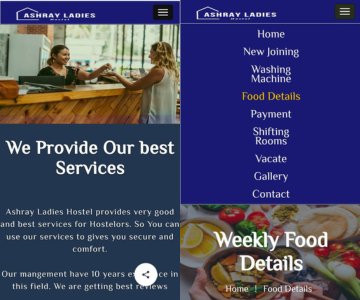 ASHRAY LADIES
Hostel
We Provide Our best
Services
Ashray Ladies Hostel provides very good
and best services for Hostelors. So You can
use our services to gives you secure and
comfort.
Our mangement have 10 years in
this field. We are getting best reviews
ASHRAY LADIES
Hostel
Home
New Joining
Washing
Machine
Food Details
Payment
Shifting
Rooms
Vacate
Gallery
Contact
Weekly Food
Details
Home ! Food Details